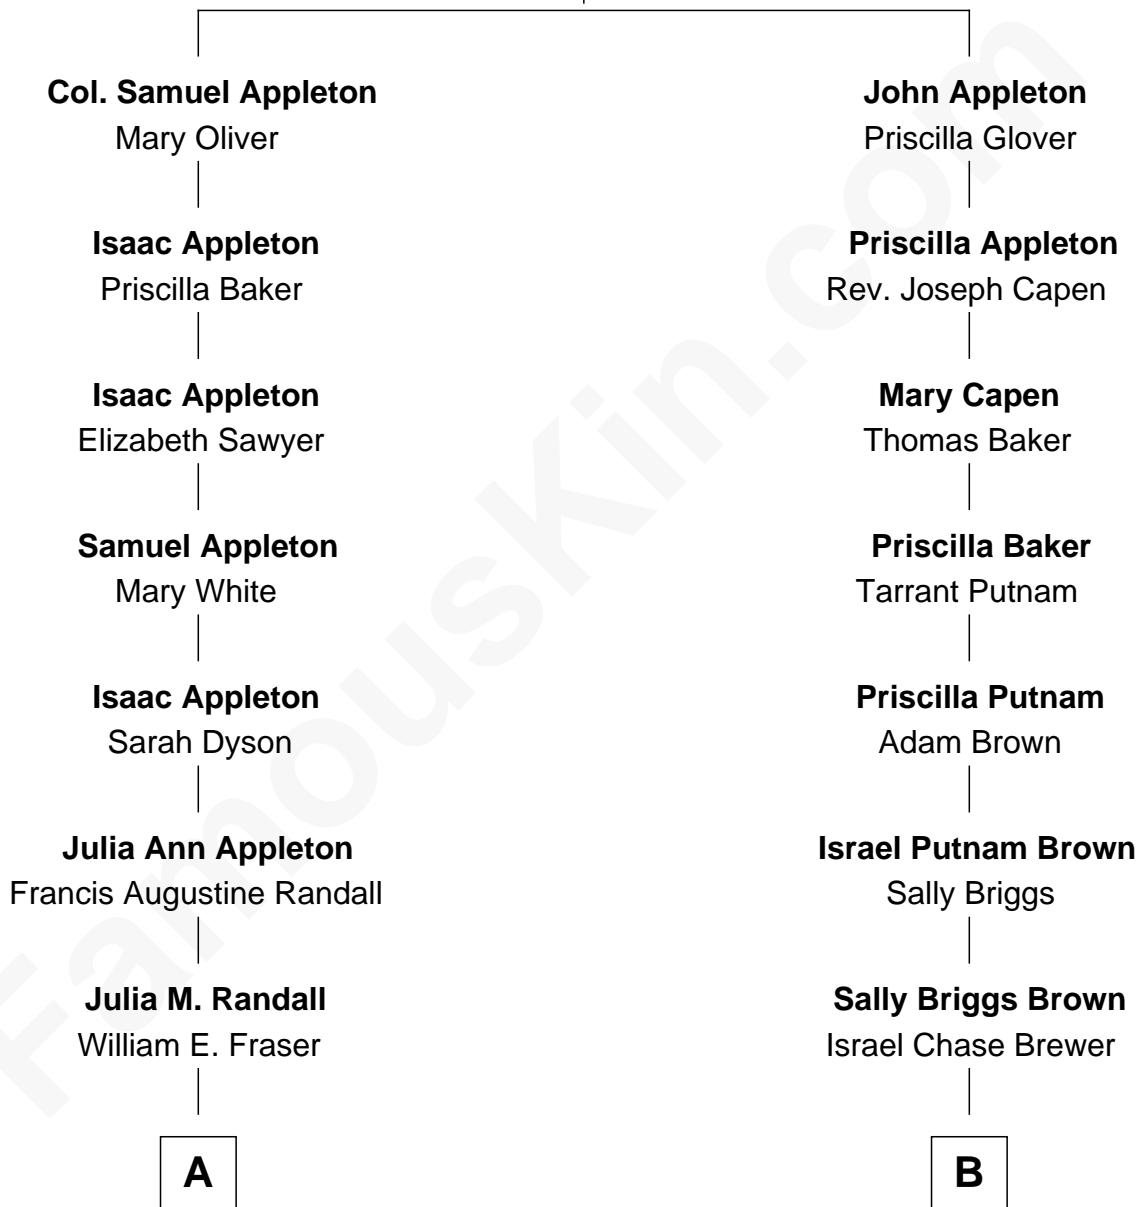 Col. Samuel Appleton
Mary Oliver
Isaac Appleton
Priscilla Baker
Isaac Appleton
Elizabeth Sawyer
Samuel Appleton
Mary White
Isaac Appleton
Sarah Dyson
Julia Ann Appleton
Francis Augustine Randall
Julia M. Randall
William E. Fraser
A
John Appleton
Priscilla Glover
Priscilla Appleton
Rev. Joseph Capen
Mary Capen
Thomas Baker
Priscilla Baker
Tarrant Putnam
Priscilla Putnam
Adam Brown
Israel Putnam Brown
Sally Briggs
Sally Briggs Brown
Israel Chase Brewer
B
FamousKin.com